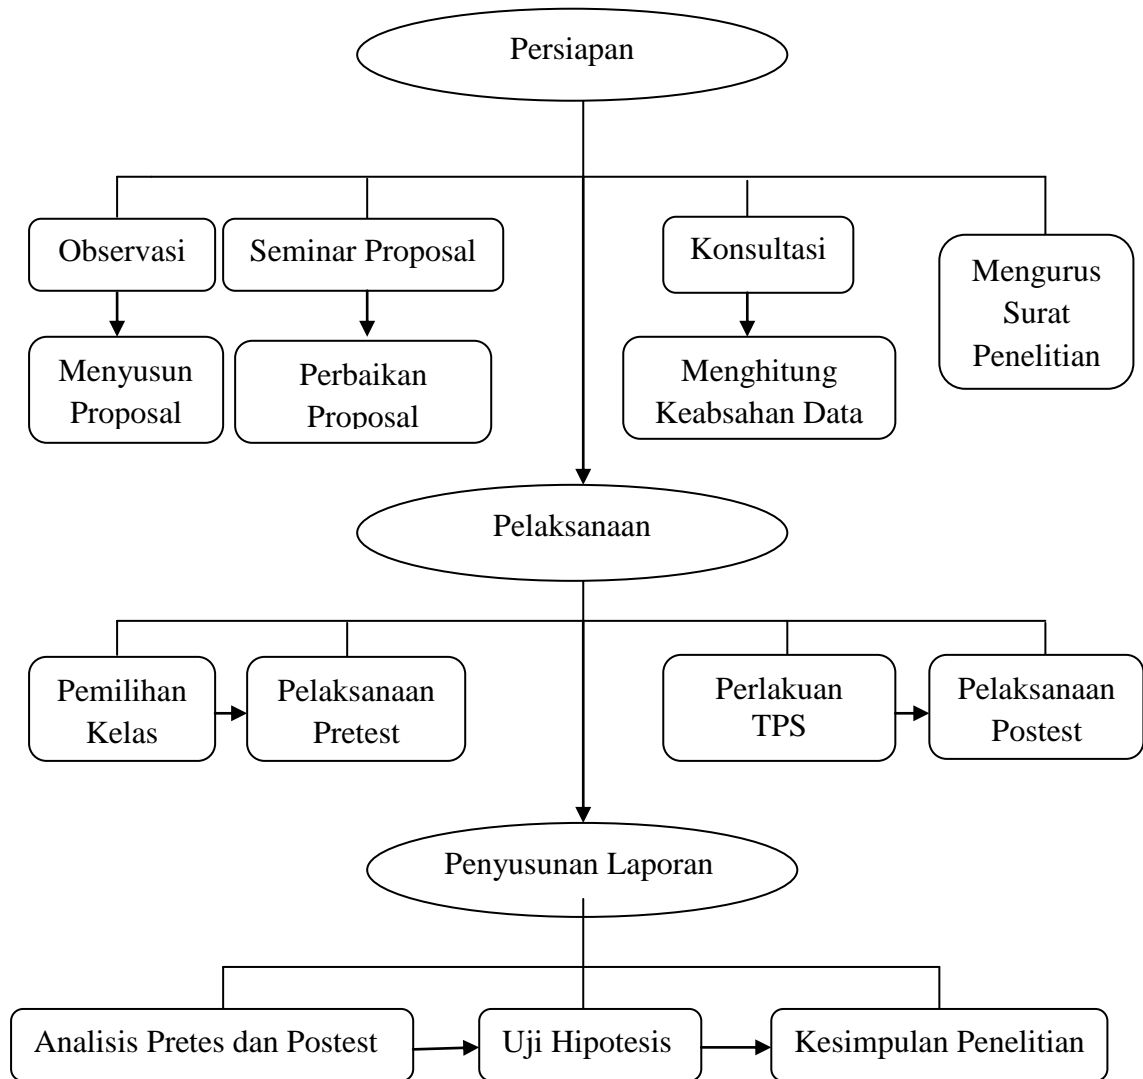 Persiapan
Observasi
Seminar Proposal
Konsultasi
Mengurus
Surat
Penelitian
Menyusun
Proposal
Perbaikan
Proposal
Menghitung
Keabsahan Data
Pelaksanaan
Pemilihan
Kelas
Pelaksanaan
Pretest
Perlakuan
TPS
Pelaksanaan
Postest
Penyusunan Laporan
Analisis Pretes dan Postest
Uji Hipotesis
Kesimpulan Penelitian